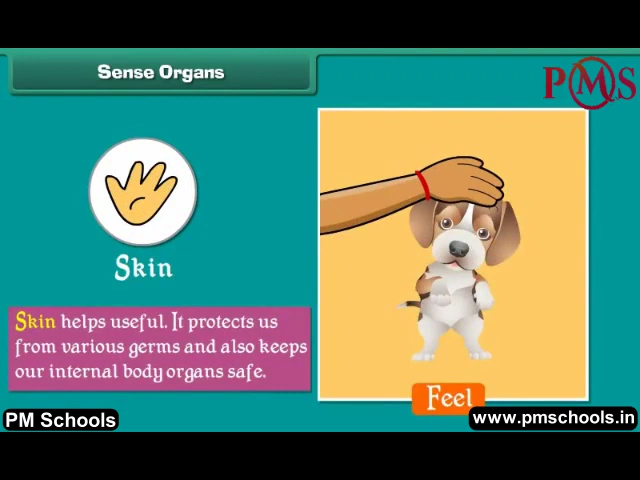 Sense Organs
PMS
Skin
Skin helps useful. It protects us
from various germs and also keeps
our internal body organs safe.
Feel
PM Schools
www.pmschools.in